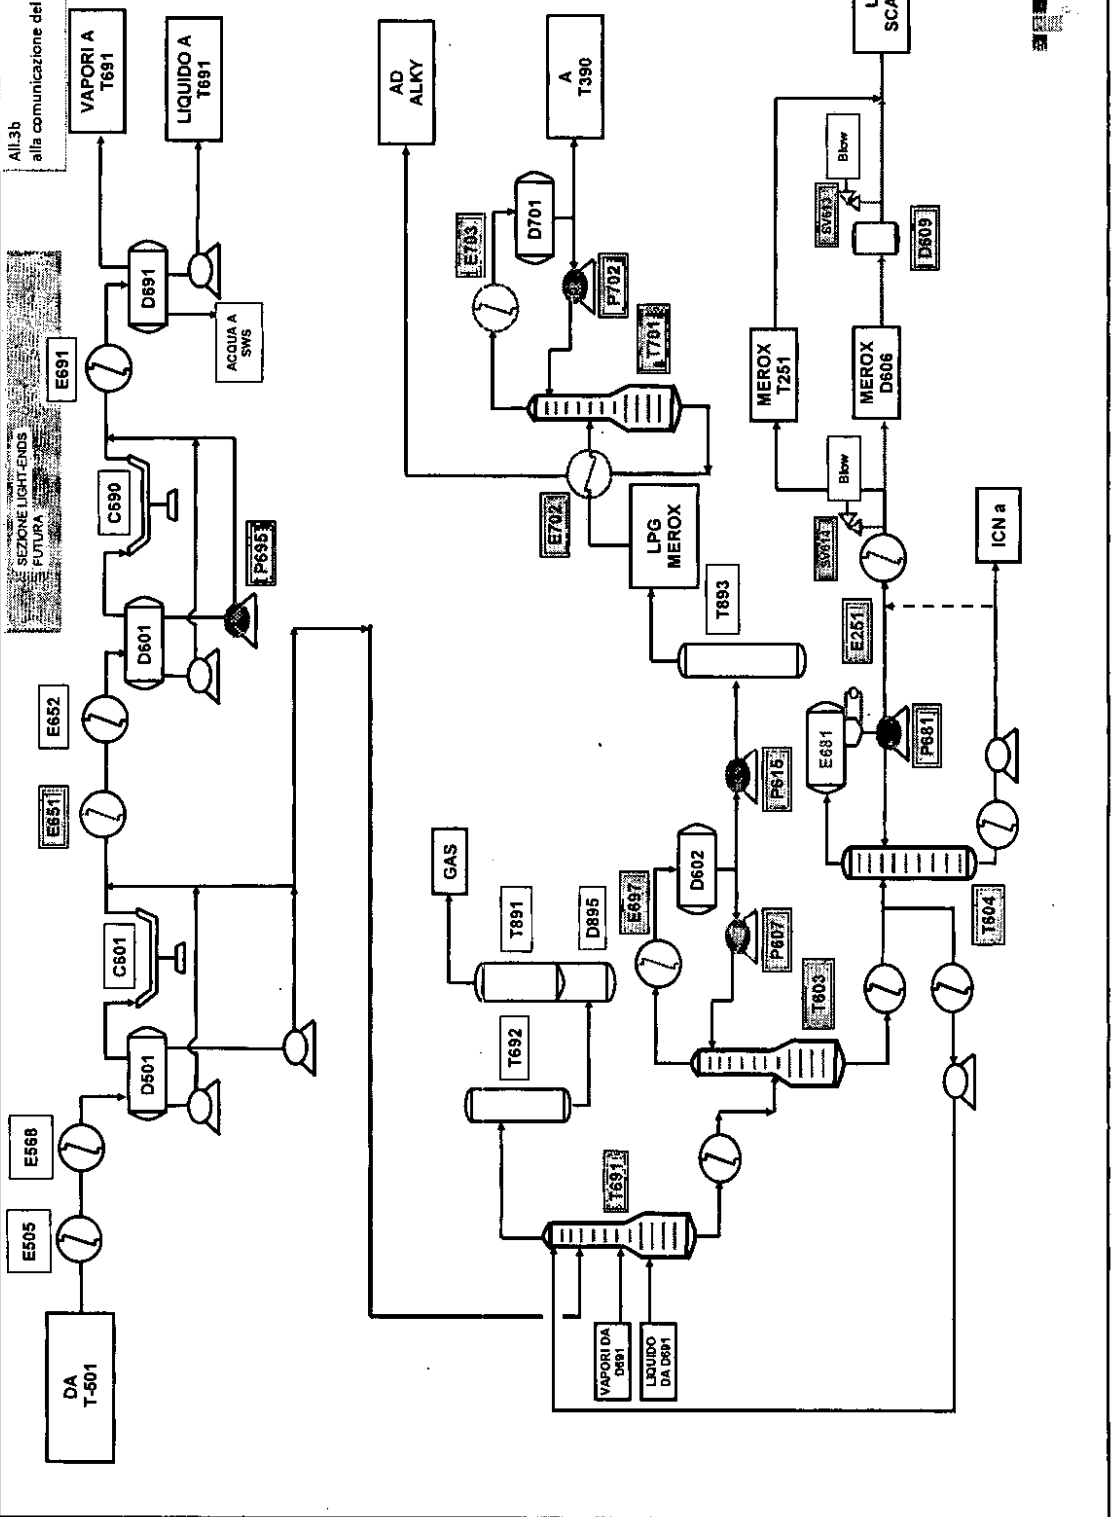 All.3b
alla comunicazione del
SEZIONE LIGHT-ENDS
FUTURA
DA
T-501
E505
E568
D501
C601
E651
E652
D601
P695
C690
E691
D691
ACQUA A
SWS
VAPORI A
T691
LIQUIDO A
T691
VAPORI DA
D691
LIQUIDO
DA D691
T691
T692
T891
D895
GAS
T603
E697
D602
P607
P615
T893
LPG
MEROX
E702
T701
E703
D701
P702
AD
ALKY
A
T390
T604
E681
P681
E251
ICN a
SV614
Blow
MEROX
T251
MEROX
D606
D609
SV613
Blow